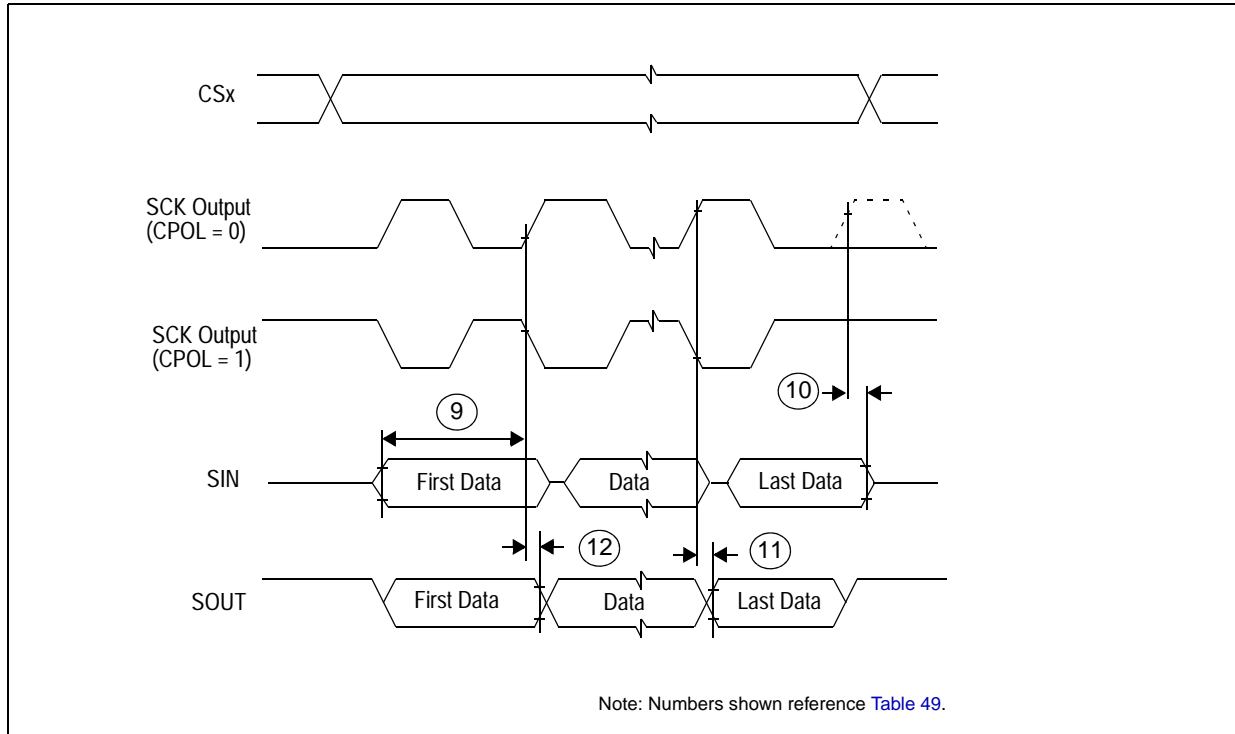 CSx
SCK Output
(CPOL = 0)
SCK Output
(CPOL = 1)
10
9
SIN
First Data
Data
Last Data
12
11
SOUT
First Data
Data
Last Data
Note: Numbers shown reference Table 49.